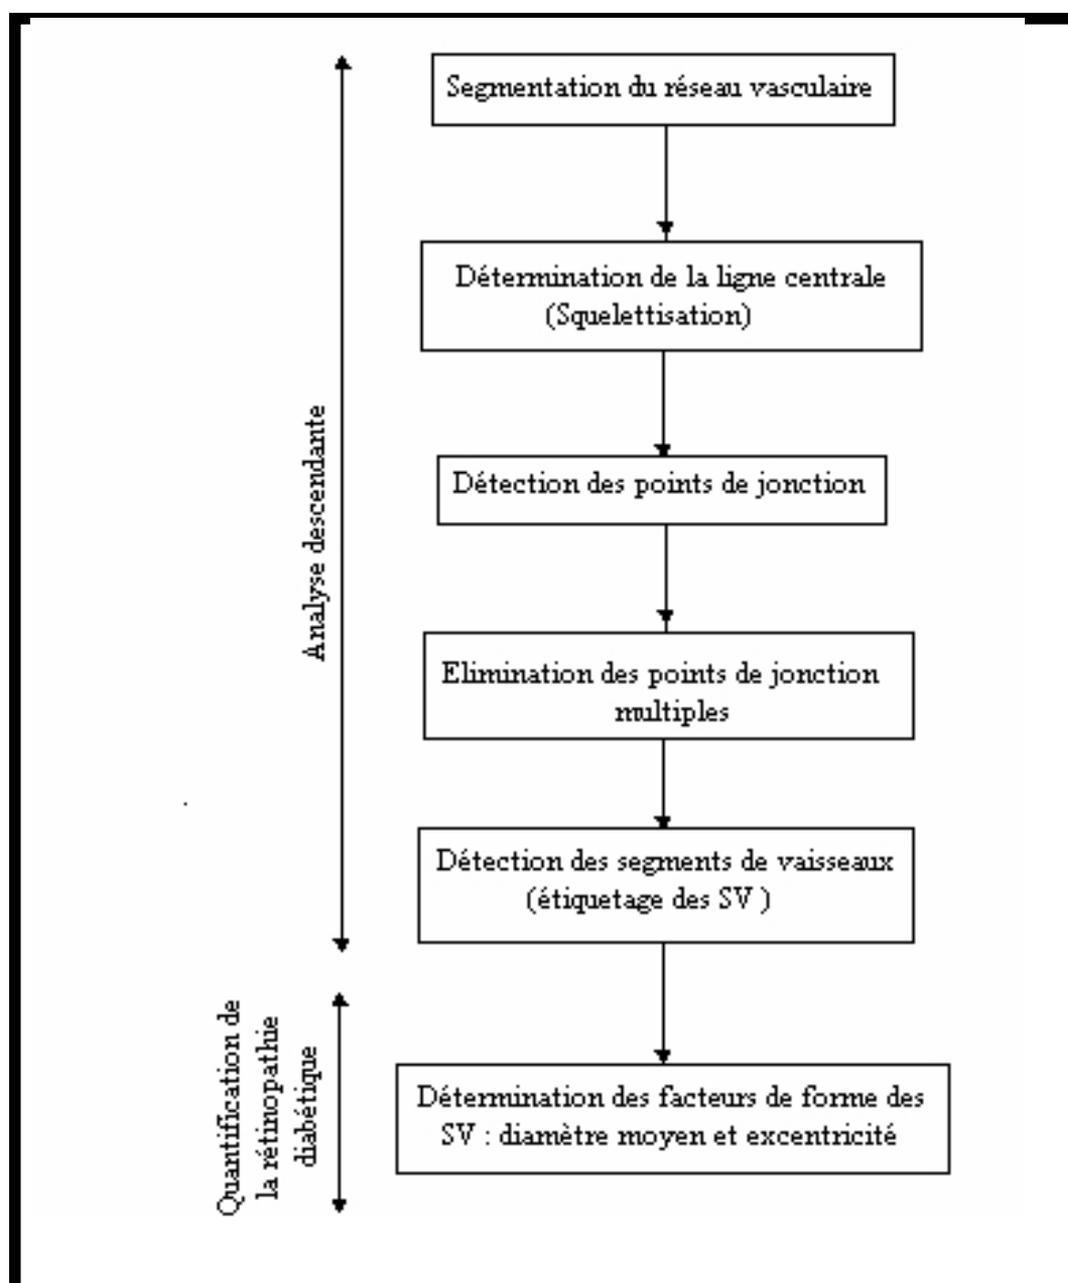 Segmentation du réseau vasculaire
Détermination de la ligne centrale
(Squelettisation)
Détection des points de jonction
Elimination des points de jonction
multiples
Détection des segments de vaisseaux
(étiquetage des SV )
Détermination des facteurs de forme des
SV : diamètre moyen et excentricité
Analyse descendante
Quantification de
la rétinopathie
diabétique